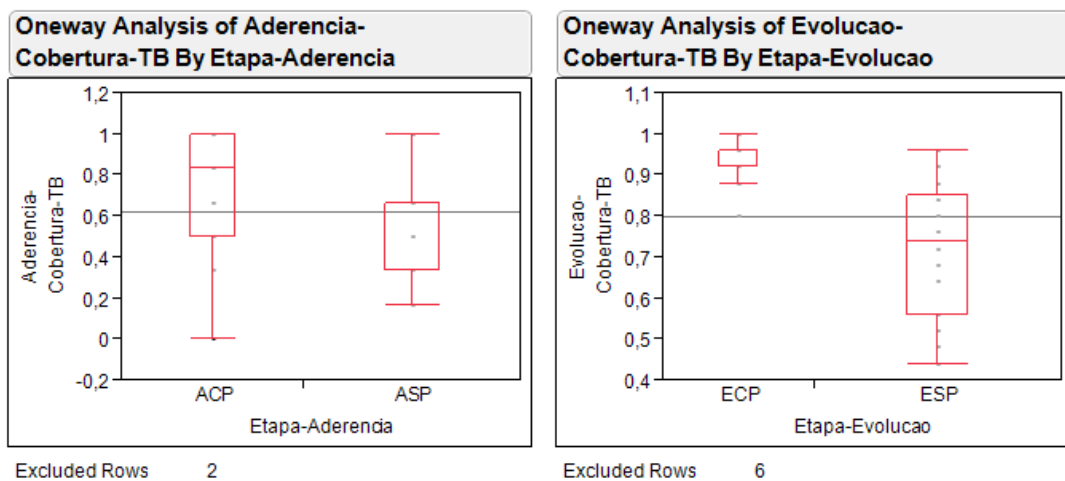 Oneway Analysis of Aderencia-
Cobertura-TB By Etapa-Aderencia
1,2
1
0,8
0,6
0,4
0,2
0
-0,2
Aderencia-
Cobertura-TB
ACP
ASP
Etapa-Aderencia
Excluded Rows 2
Oneway Analysis of Evolucao-
Cobertura-TB By Etapa-Evolucao
1,1
1
0,9
0,8
0,7
0,6
0,5
0,4
Evolucao-
Cobertura-TB
ECP
ESP
Etapa-Evolucao
Excluded Rows 6